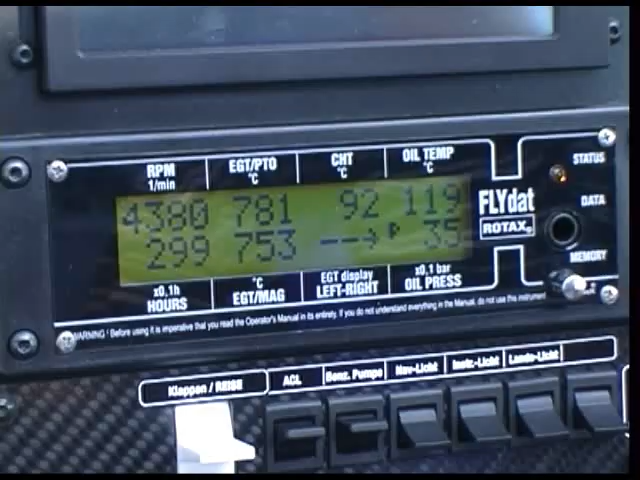 RPM EGT/PTO CHT OIL TEMP STATUS
1/min °C °C °C
4380 781 92 119 FLYdat DATA
299 753 --→ P 35 ROTAX®
MEMORY
x0,1h °C EGT display x0,1 bar
HOURS EGT/MAG LEFT-RIGHT OIL PRESS
WARNING ! Before using it is imperative that you read the Operator's Manual in its entirety. If you do not understand everything in the Manual, do not use this instrument
Klappen / REISE ACL Benz. Pumpe Nav-Licht Instr.-Licht Lande-Licht